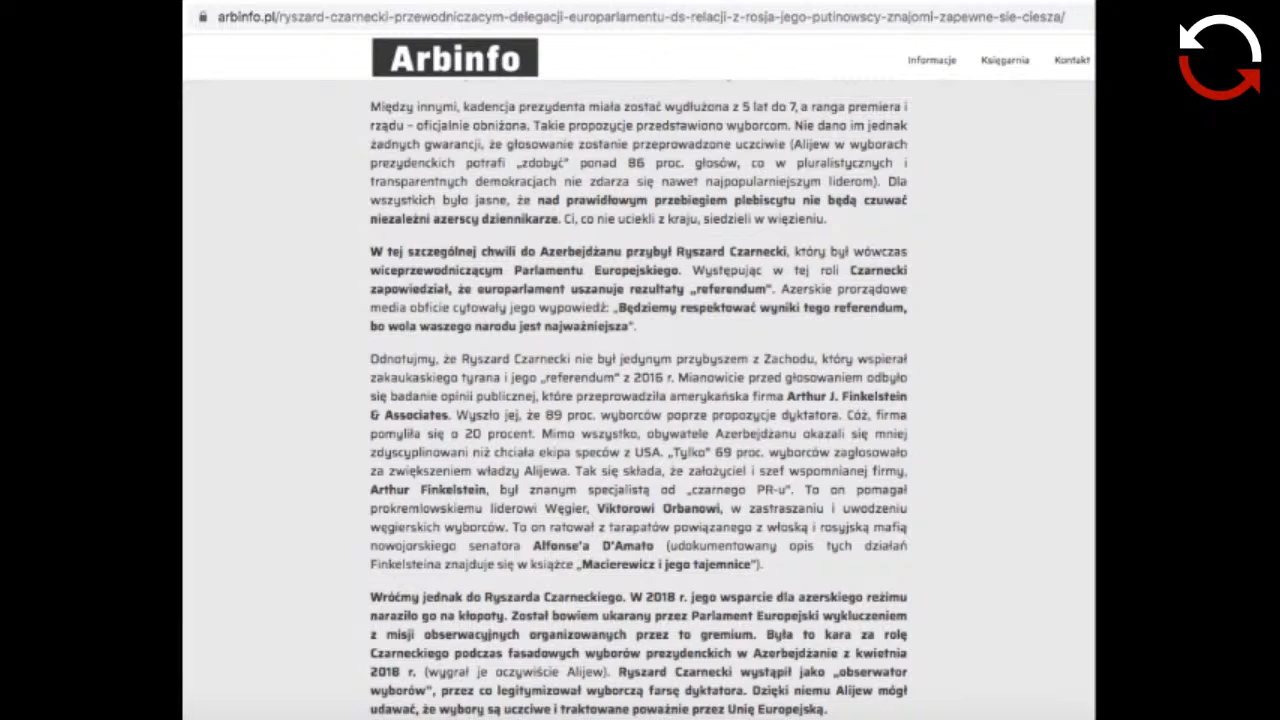 arbinfo.pl/ryszard-czarnecki-przewodniczacym-delegacji-europarlamentu-ds-relacji-z-rosja-jego-putinowscy-znajomi-zapewne-sie-ciesza/
Arbinfo
Informacje Księgarnia Kontakt
Między innymi, kadencja prezydenta miała zostać wydłużona z 5 lat do 7, a ranga premiera i
rządu – oficjalnie obniżona. Takie propozycje przedstawiono wyborcom. Nie dano im jednak
żadnych gwarancji, że głosowanie zostanie przeprowadzone uczciwie (Alijew w wyborach
prezydenckich potrafi „zdobyć” ponad 86 proc. głosów, co w pluralistycznych i
transparentnych demokracjach nie zdarza się nawet najpopularniejszym liderom). Dla
wszystkich było jasne, że nad prawidłowym przebiegiem plebiscytu nie będą czuwać
niezależni azerscy dziennikarze. Ci, co nie uciekli z kraju, siedzieli w więzieniu.
W tej szczególnej chwili do Azerbejdżanu przybył Ryszard Czarnecki, który był wówczas
wiceprzewodniczącym Parlamentu Europejskiego. Występując w tej roli Czarnecki
zapowiedział, że europarlament uszanuje rezultaty „referendum”. Azerskie prorządowe
media obficie cytowały jego wypowiedź: „Będziemy respektować wyniki tego referendum,
bo wola waszego narodu jest najważniejsza”.
Odnotujmy, że Ryszard Czarnecki nie był jedynym przybyszem z Zachodu, który wspierał
zakaukaskiego tyrana i jego „referendum” z 2016 r. Mianowicie przed głosowaniem odbyło
się badanie opinii publicznej, które przeprowadziła amerykańska firma Arthur J. Finkelstein
& Associates. Wyszło jej, że 89 proc. wyborców poprze propozycje dyktatora. Cóż, firma
pomyliła się o 20 procent. Mimo wszystko, obywatele Azerbejdżanu okazali się mniej
zdyscyplinowani niż chciała ekipa speców z USA. „Tylko” 69 proc. wyborców zagłosowało
za zwiększeniem władzy Alijewa. Tak się składa, że założyciel i szef wspomnianej firmy,
Arthur Finkelstein, był znanym specjalistą od „czarnego PR-u”. To on pomagał
prokremlowskiemu liderowi Węgier, Viktorowi Orbanowi, w zastraszaniu i uwodzeniu
węgierskich wyborców. To on ratował z tarapatów powiązanego z włoską i rosyjską mafią
nowojorskiego senatora Alfonse’a D’Amato (udokumentowany opis tych działań
Finkelsteina znajduje się w książce „Macierewicz i jego tajemnice”).
Wróćmy jednak do Ryszarda Czarneckiego. W 2018 r. jego wsparcie dla azerskiego reżimu
naraziło go na kłopoty. Został bowiem ukarany przez Parlament Europejski wykluczeniem
z misji obserwacyjnych organizowanych przez to gremium. Była to kara za rolę
Czarneckiego podczas fasadowych wyborów prezydenckich w Azerbejdżanie z kwietnia
2018 r. (wygrał je oczywiście Alijew). Ryszard Czarnecki wystąpił jako „obserwator
wyborów”, przez co legitymizował wyborczą farsę dyktatora. Dzięki niemu Alijew mógł
udawać, że wybory są uczciwe i traktowane poważnie przez Unię Europejską.